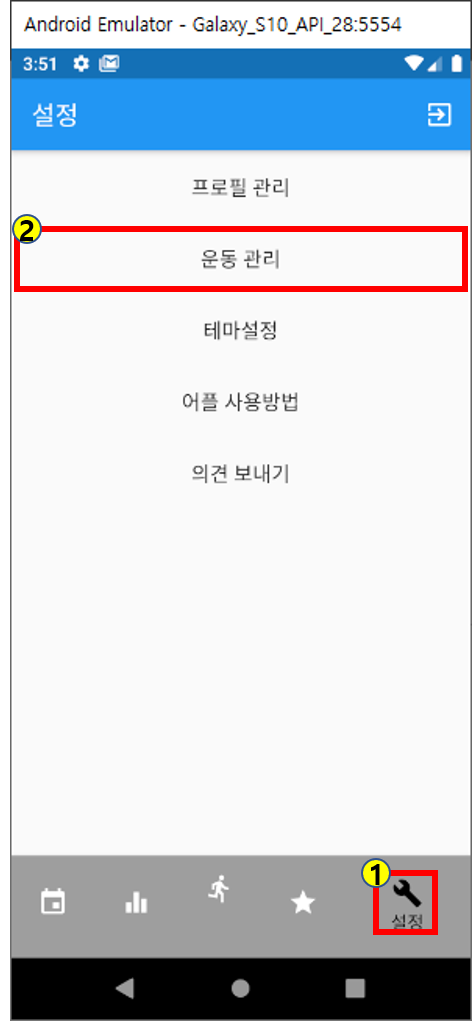 Android Emulator - Galaxy_S10_API_28:5554
3:51
설정
프로필 관리
2
운동 관리
테마설정
어플 사용방법
의견 보내기
1
설정